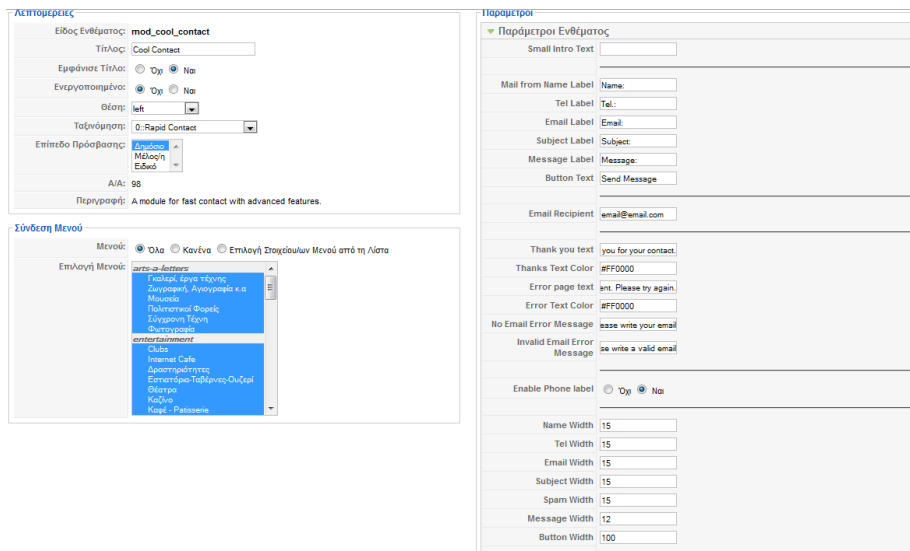 Λεπτομέρειες
Είδος Ενθέματος: mod_cool_contact
Τίτλος: Cool Contact
Εμφάνισε Τίτλο: Όχι Ναι
Ενεργοποιημένο: Όχι Ναι
Θέση: left
Ταξινόμηση: 0::Rapid Contact
Επίπεδο Πρόσβασης: Δημόσιο
Μέλος/η
Ειδικό
Α/Α: 98
Περιγραφή: A module for fast contact with advanced features.
Σύνδεση Μενού
Μενού: Όλα Κανένα Επιλογή Στοιχείου/ων Μενού από τη Λίστα
Επιλογή Μενού: arts-a-letters
Γκαλερί, έργα τέχνης
Ζωγραφική, Αγιογραφία κ.α
Μουσεία
Πολιτιστικοί Φορείς
Σύγχρονη Τέχνη
Φωτογραφία
entertainment
Clubs
Internet Cafe
Δραστηριότητες
Εστιατόρια-Ταβέρνες-Ουζερί
Θέατρα
Καζίνο
Καφέ - Patisserie
Παράμετροι
Παράμετροι Ενθέματος
Small Intro Text
Mail from Name Label Name:
Tel Label Tel.:
Email Label Email:
Subject Label Subject:
Message Label Message:
Button Text Send Message
Email Recipient email@email.com
Thank you text you for your contact.
Thanks Text Color #FF0000
Error page text ent. Please try again.
Error Text Color #FF0000
No Email Error Message ease write your email
Invalid Email Error
Message se write a valid email
Enable Phone label Όχι Ναι
Name Width 15
Tel Width 15
Email Width 15
Subject Width 15
Spam Width 15
Message Width 12
Button Width 100